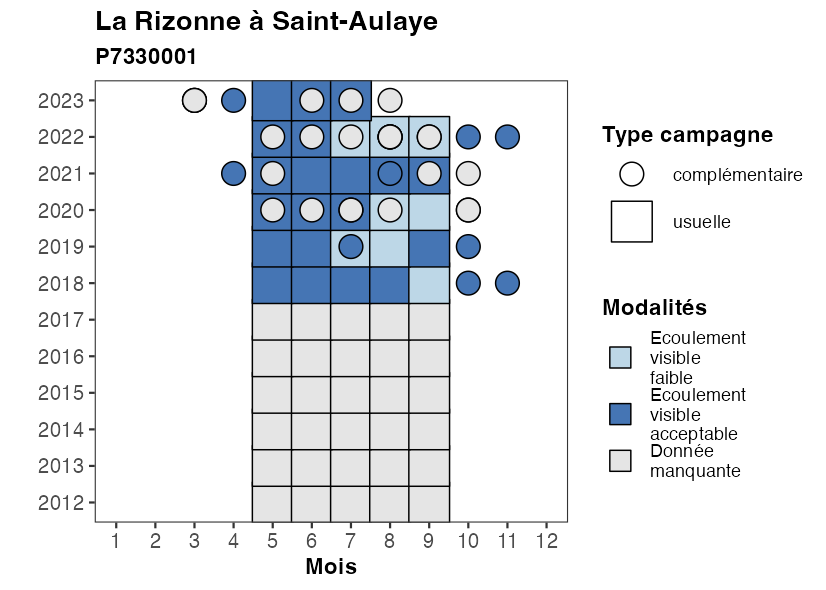 La Rizonne à Saint-Aulaye
P7330001
2023
2022
2021
2020
2019
2018
2017
2016
2015
2014
2013
2012
1 2 3 4 5 6 7 8 9 10 11 12
Mois
Type campagne
complémentaire
usuelle
Modalités
Ecoulement
visible
faible
Ecoulement
visible
acceptable
Donnée
manquante